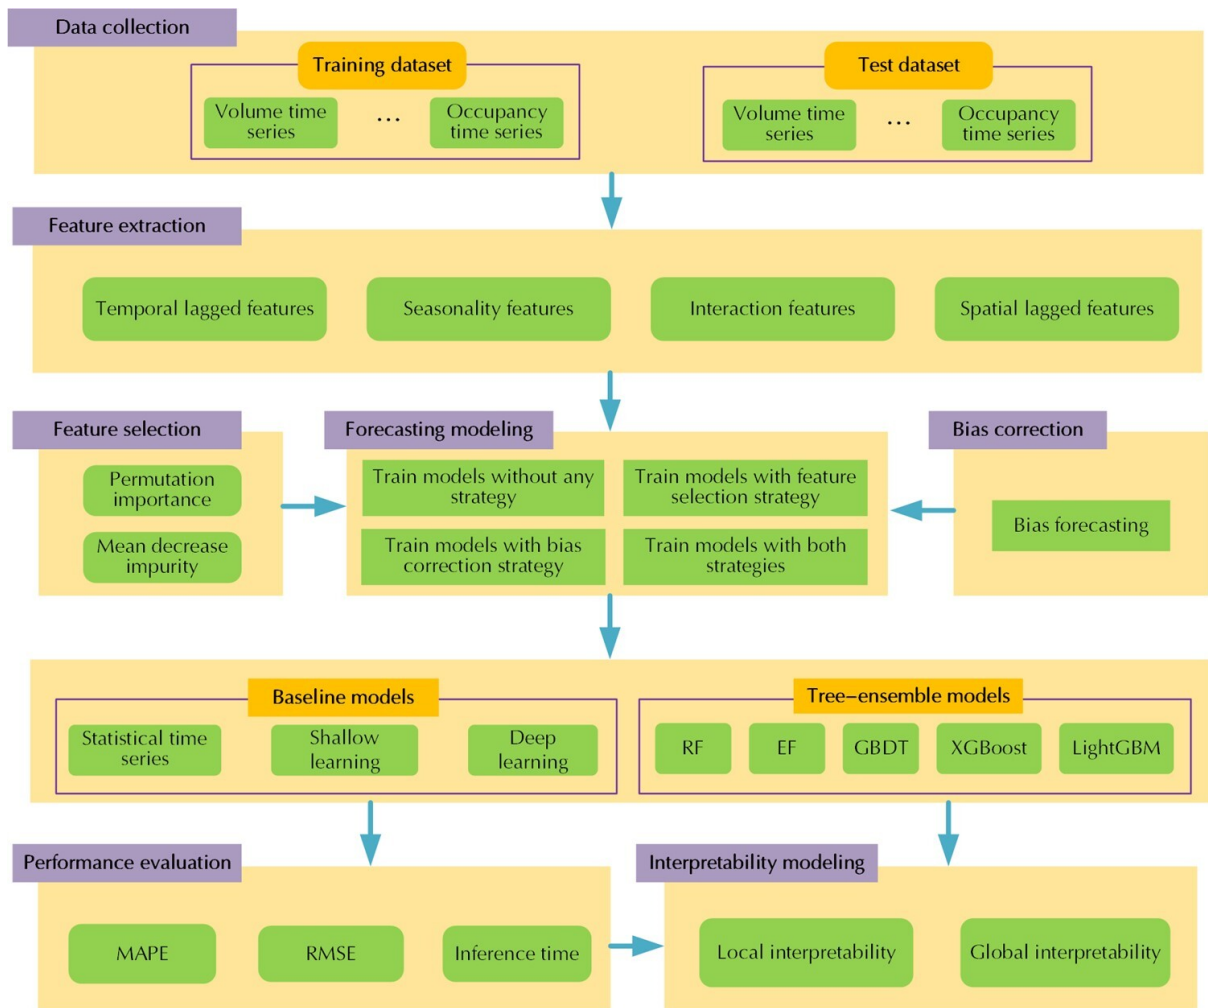 Data collection
Training dataset
Test dataset
Volume time
series
...
Occupancy
time series
Volume time
series
...
Occupancy
time series
Feature extraction
Temporal lagged features
Seasonality features
Interaction features
Spatial lagged features
Feature selection
Permutation
importance
Mean decrease
impurity
Forecasting modeling
Train models without any
strategy
Train models with feature
selection strategy
Train models with bias
correction strategy
Train models with both
strategies
Bias correction
Bias forecasting
Baseline models
Statistical time
series
Shallow
learning
Deep
learning
Tree–ensemble models
RF
EF
GBDT
XGBoost
LightGBM
Performance evaluation
MAPE
RMSE
Inference time
Interpretability modeling
Local interpretability
Global interpretability